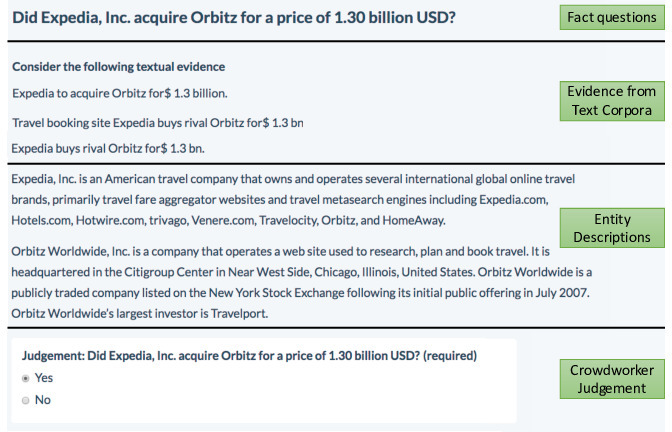 Did Expedia, Inc. acquire Orbitz for a price of 1.30 billion USD?
Fact questions
Consider the following textual evidence
Expedia to acquire Orbitz for$ 1.3 billion.
Travel booking site Expedia buys rival Orbitz for$ 1.3 bn
Expedia buys rival Orbitz for$ 1.3 bn.
Evidence from
Text Corpora
Expedia, Inc. is an American travel company that owns and operates several international global online travel
brands, primarily travel fare aggregator websites and travel metasearch engines including Expedia.com,
Hotels.com, Hotwire.com, trivago, Venere.com, Travelocity, Orbitz, and HomeAway.
Orbitz Worldwide, Inc. is a company that operates a web site used to research, plan and book travel. It is
headquartered in the Citigroup Center in Near West Side, Chicago, Illinois, United States. Orbitz Worldwide is a
publicly traded company listed on the New York Stock Exchange following its initial public offering in July 2007.
Orbitz Worldwide's largest investor is Travelport.
Entity
Descriptions
Judgement: Did Expedia, Inc. acquire Orbitz for a price of 1.30 billion USD? (required)
Yes
No
Crowdworker
Judgement